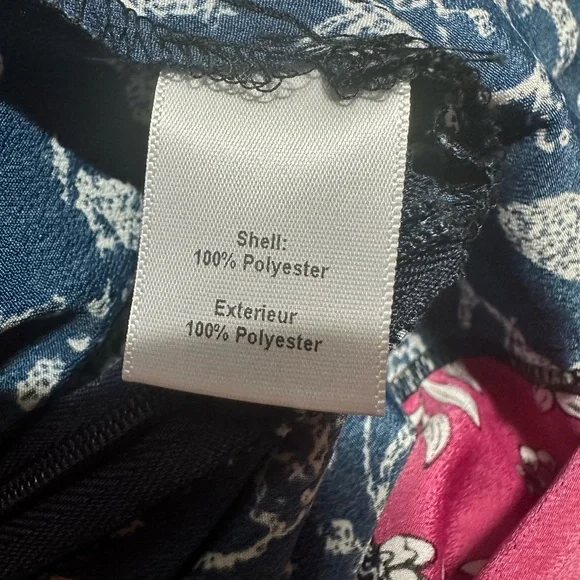 Shell:
100% Polyester
Exterieur
100% Polyester